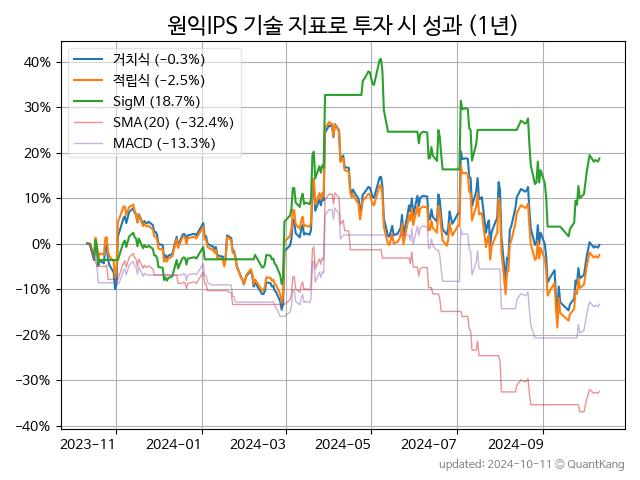 원익IPS 기술 지표로 투자 시 성과 (1년)
거치식 (−0.3%)
적립식 (−2.5%)
SigM (18.7%)
SMA(20) (−32.4%)
MACD (−13.3%)
40%
30%
20%
10%
0%
−10%
−20%
−30%
−40%
2023−11 2024−01 2024−03 2024−05 2024−07 2024−09
updated: 2024-10-11 © QuantKang